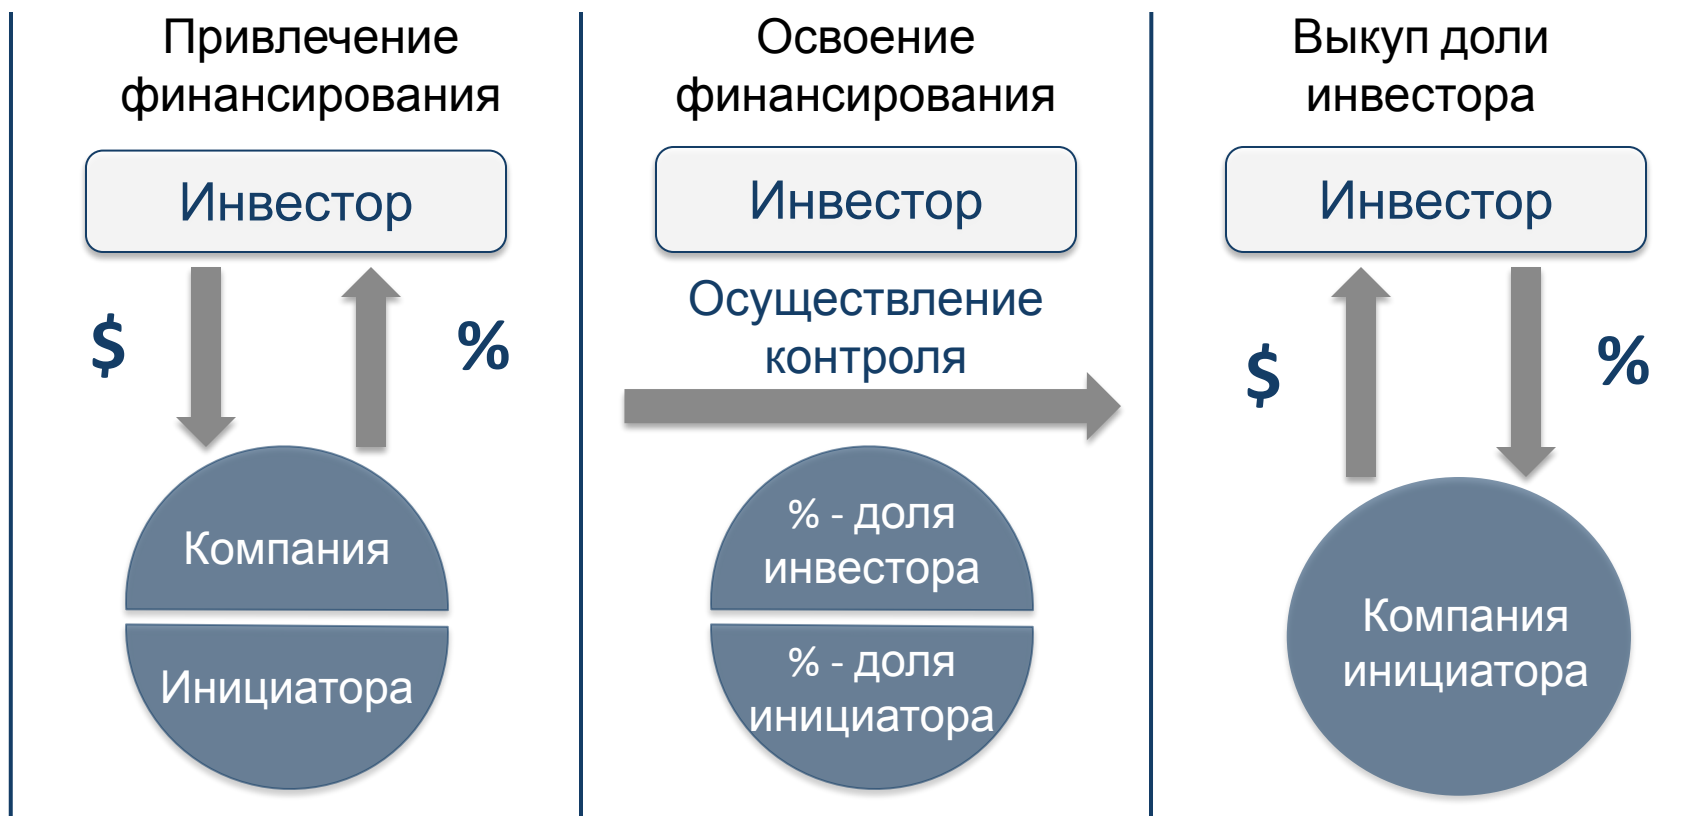 Привлечение
финансирования
Инвестор
$
%
Компания
Инициатора
Освоение
финансирования
Инвестор
Осуществление
контроля
% - доля
инвестора
% - доля
инициатора
Выкуп доли
инвестора
Инвестор
$
%
Компания
инициатора